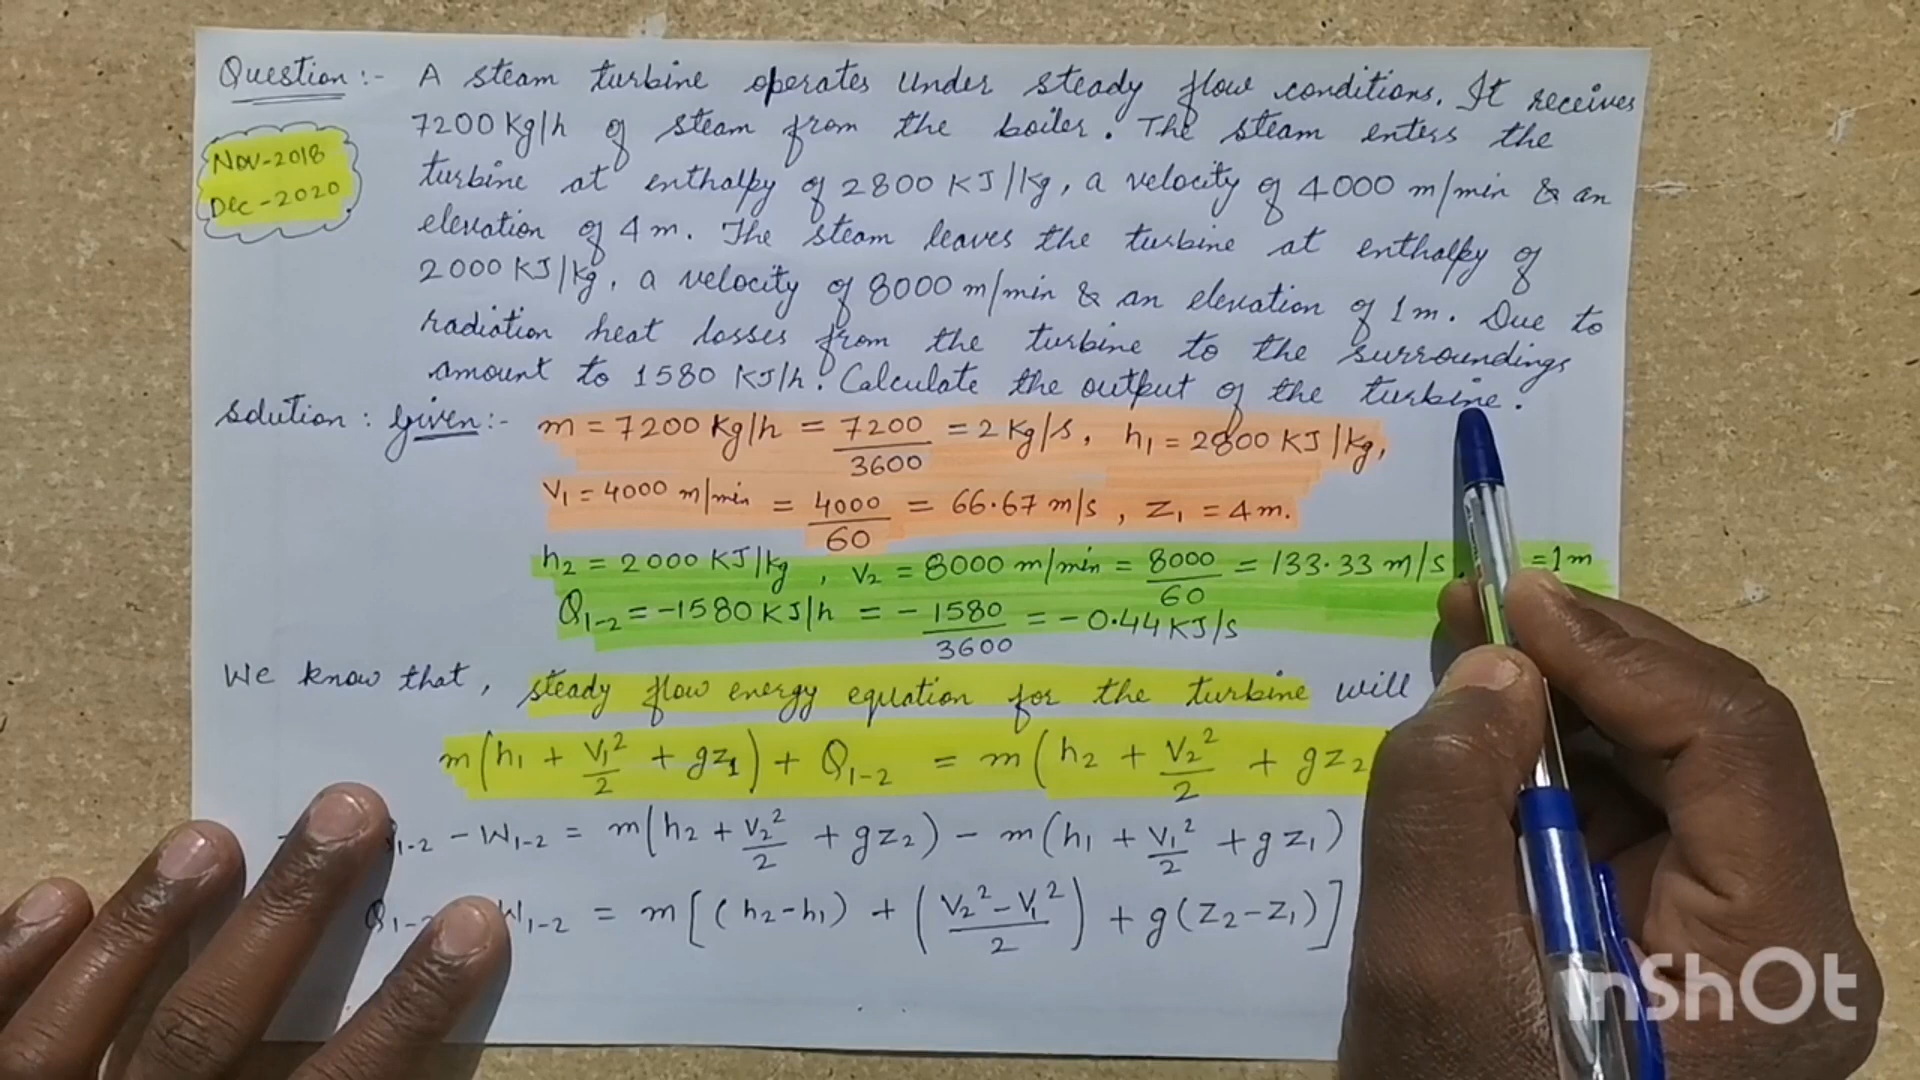 Question :- A steam turbine operates under steady flow conditions. It receives
7200 Kg/h of steam from the boiler. The steam enters the
Nov-2018
Dec-2020
turbine at enthalpy of 2800 KJ/Kg, a velocity of 4000 m/min & an
elevation of 4 m. The steam leaves the turbine at enthalpy of
2000 KJ/Kg, a velocity of 8000 m/min & an elevation of 1 m. Due to
radiation heat losses from the turbine to the surroundings
amount to 1580 KJ/h. Calculate the output of the turbine.
Solution : Given :- m = 7200 Kg/h = 7200/3600 = 2 Kg/s, h₁ = 2800 KJ/Kg,
V₁ = 4000 m/min = 4000/60 = 66.67 m/s, Z₁ = 4 m.
h₂ = 2000 KJ/Kg, V₂ = 8000 m/min = 8000/60 = 133.33 m/s, = 1m
Q₁₋₂ = -1580 KJ/h = - 1580/3600 = - 0.44 KJ/s
We know that, steady flow energy equation for the turbine will
m(h₁ + V₁²/2 + gz₁) + Q₁₋₂ = m(h₂ + V₂²/2 + gz₂
₁₋₂ - W₁₋₂ = m(h₂ + V₂²/2 + gz₂) - m(h₁ + V₁²/2 + gz₁)
W₁₋₂ = m[(h₂-h₁) + (V₂²-V₁²/2) + g(Z₂-Z₁)]
InShOt